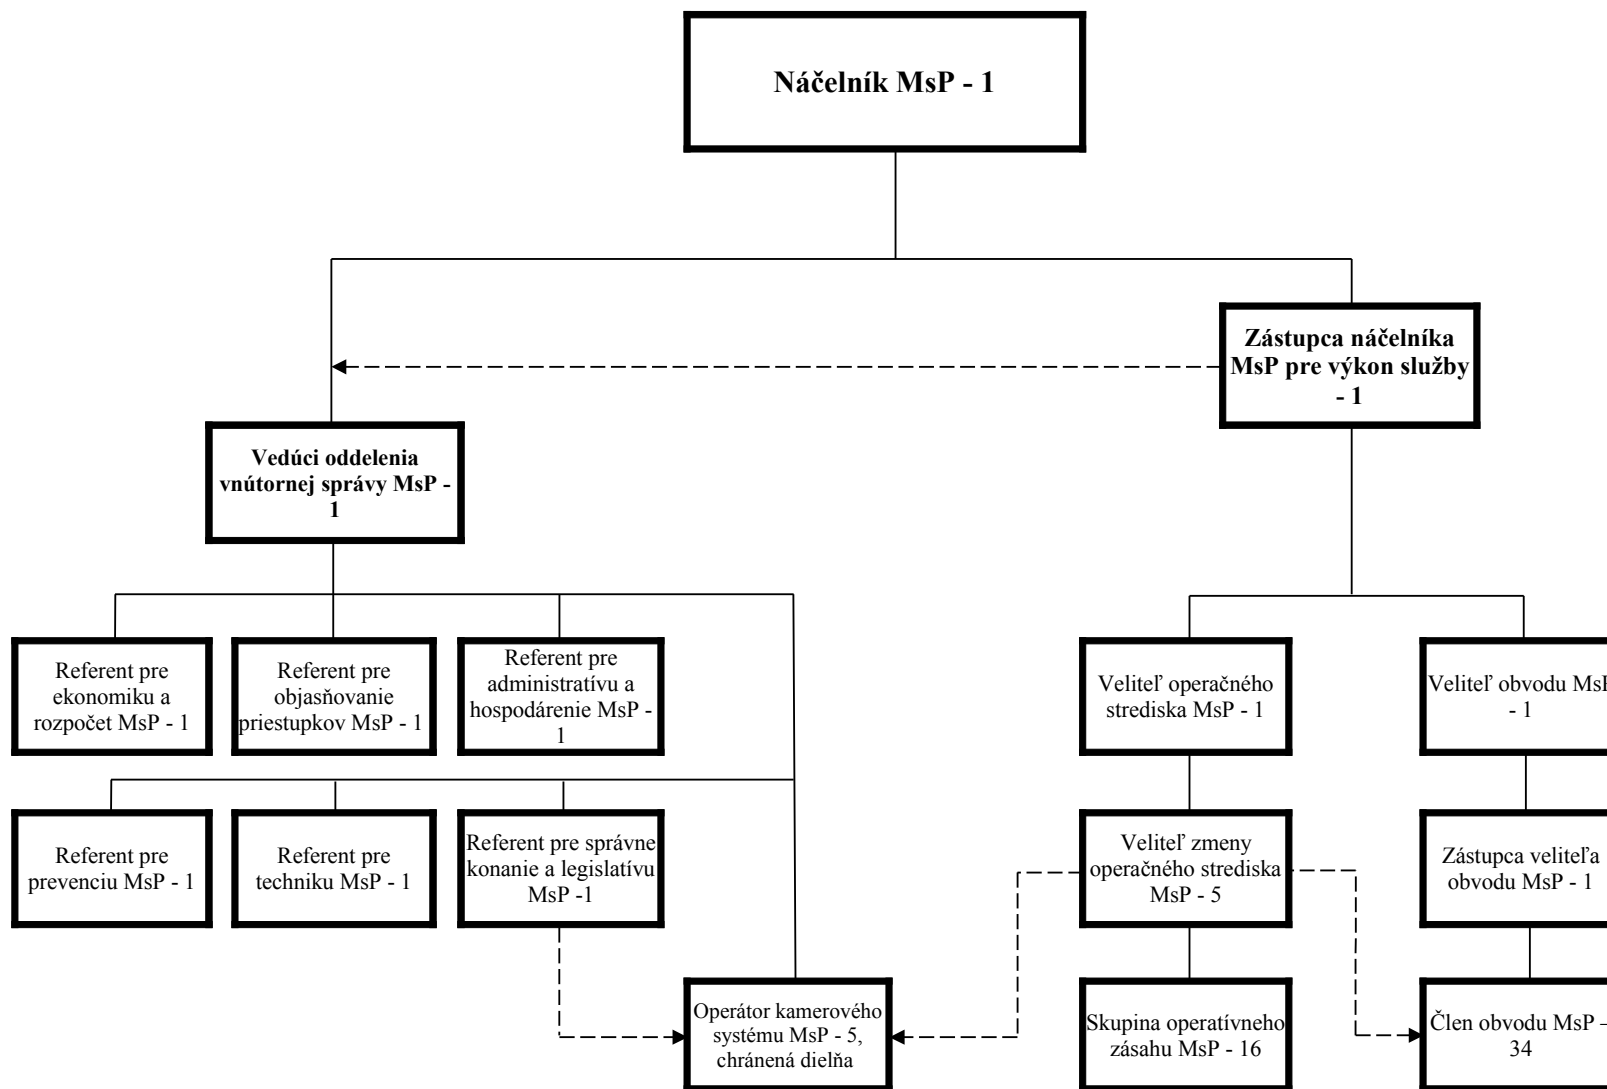 Náčelník MsP - 1
Zástupca náčelníka
MsP pre výkon služby
- 1
Vedúci oddelenia
vnútornej správy MsP -
1
Referent pre
ekonomiku a
rozpočet MsP - 1
Referent pre
objasňovanie
priestupkov MsP - 1
Referent pre
administratívu a
hospodárenie MsP -
1
Veliteľ operačného
strediska MsP - 1
Veliteľ obvodu MsP
- 1
Referent pre
prevenciu MsP - 1
Referent pre
techniku MsP - 1
Referent pre správne
konanie a legislatívu
MsP -1
Veliteľ zmeny
operačného strediska
MsP - 5
Zástupca veliteľa
obvodu MsP - 1
Operátor kamerového
systému MsP - 5,
chránená dielňa
Skupina operatívneho
zásahu MsP - 16
Člen obvodu MsP –
34